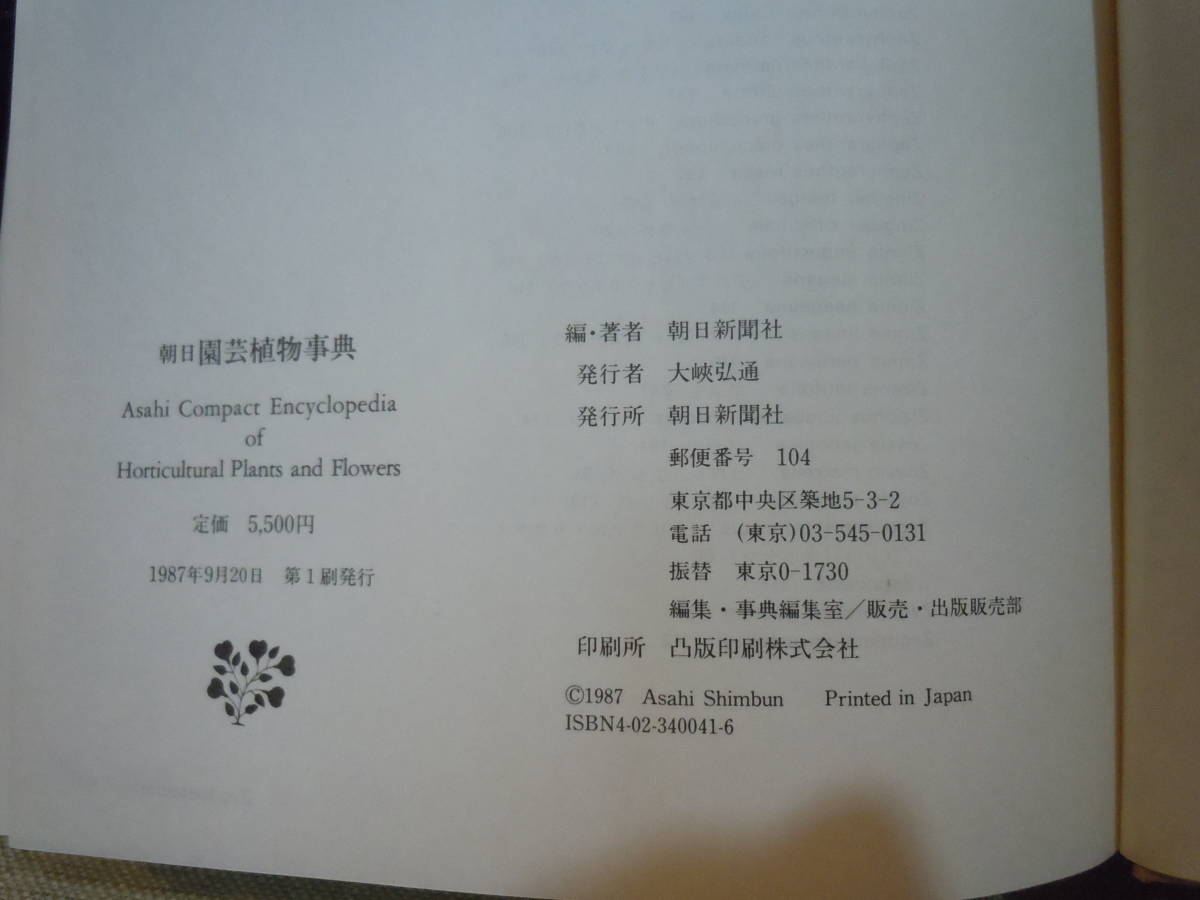 朝日園芸植物事典
Asahi Compact Encyclopedia
of
Horticultural Plants and Flowers
定価 5,500円
1987年9月20日 第1刷発行
編・著者 朝日新聞社
発行者 大峽弘通
発行所 朝日新聞社
郵便番号 104
東京都中央区築地5-3-2
電話 (東京)03-545-0131
振替 東京0-1730
編集・事典編集室/販売・出版販売部
印刷所 凸版印刷株式会社
©1987 Asahi Shimbun Printed in Japan
ISBN4-02-340041-6